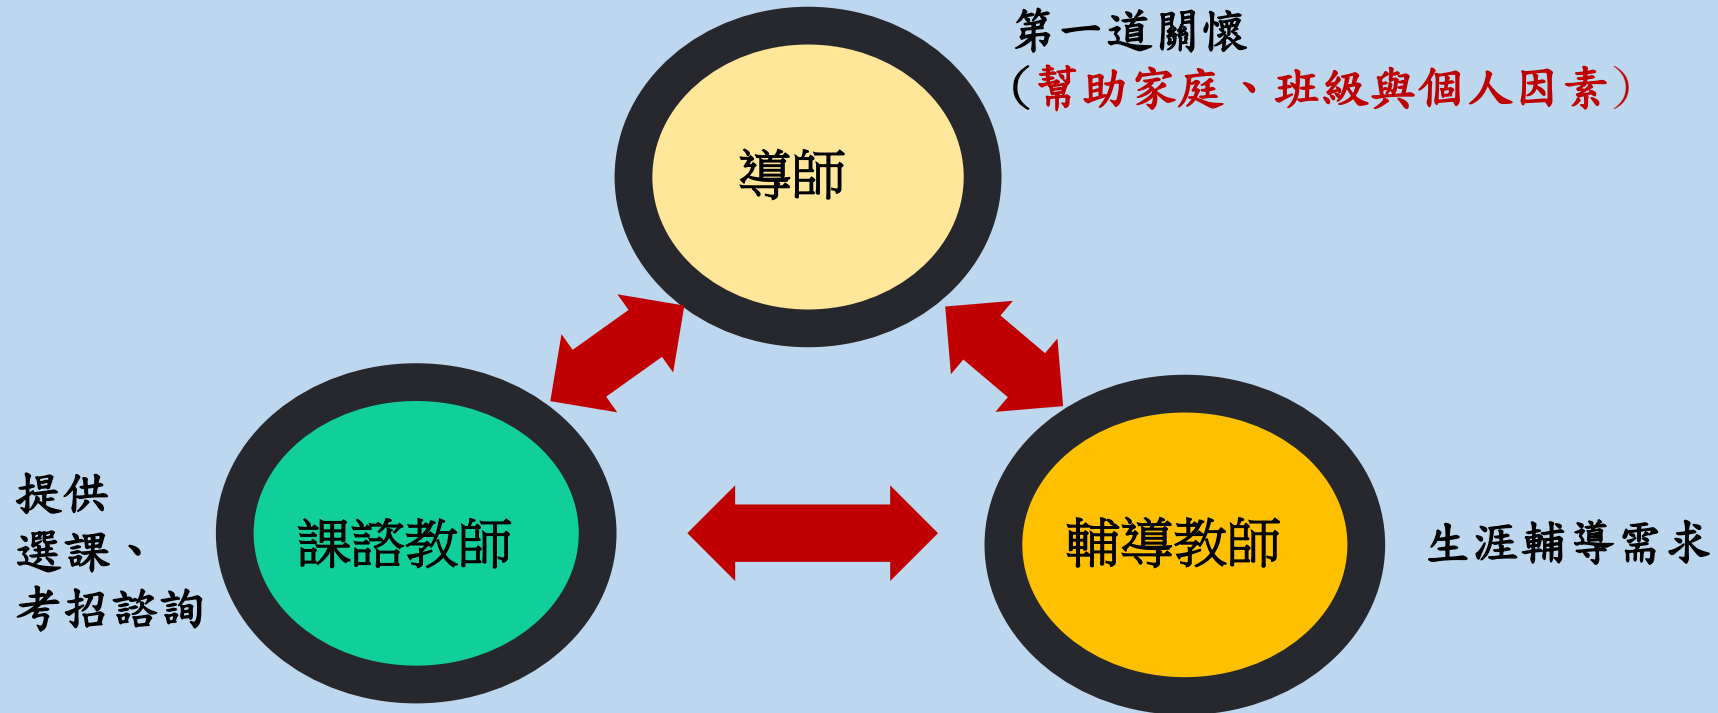 第一道關懷
（幫助家庭、班級與個人因素）
導師
提供
選課、
考招諮詢
課諮教師
輔導教師
生涯輔導需求